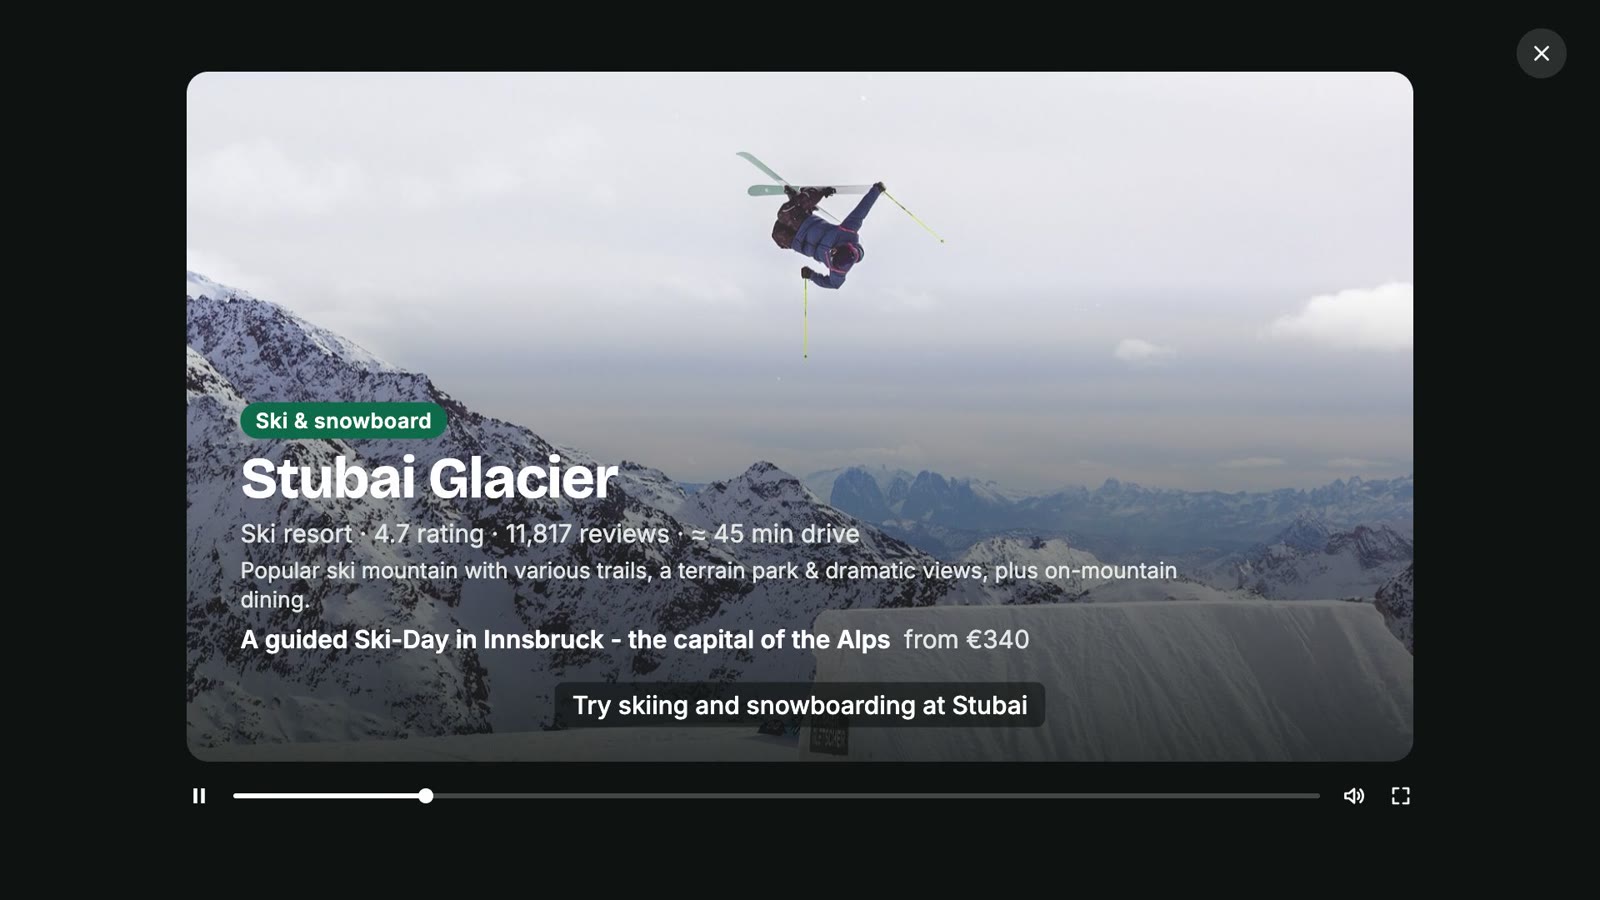 Ski & snowboard
Stubai Glacier
Ski resort · 4.7 rating · 11,817 reviews · ≈ 45 min drive
Popular ski mountain with various trails, a terrain park & dramatic views, plus on-mountain
dining.
A guided Ski-Day in Innsbruck - the capital of the Alps from €340
Try skiing and snowboarding at Stubai